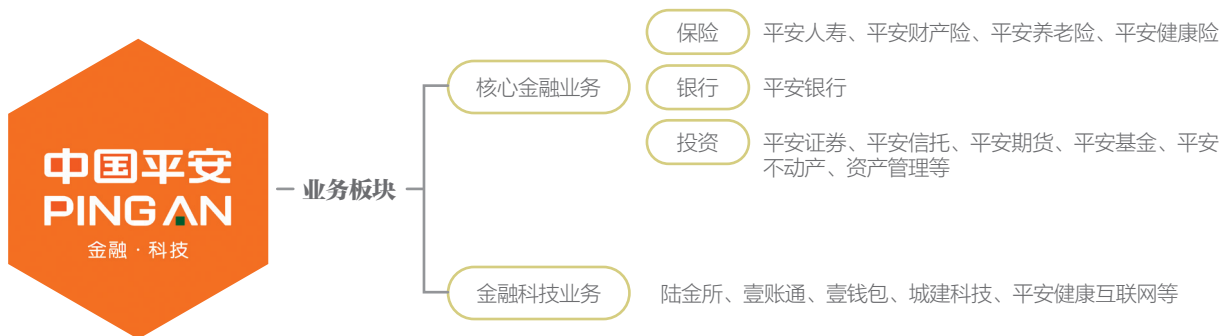 中国平安
PING AN
金融·科技
业务板块
核心金融业务
保险
平安人寿、平安财产险、平安养老险、平安健康险
银行
平安银行
投资
平安证券、平安信托、平安期货、平安基金、平安
不动产、资产管理等
金融科技业务
陆金所、壹账通、壹钱包、城建科技、平安健康互联网等